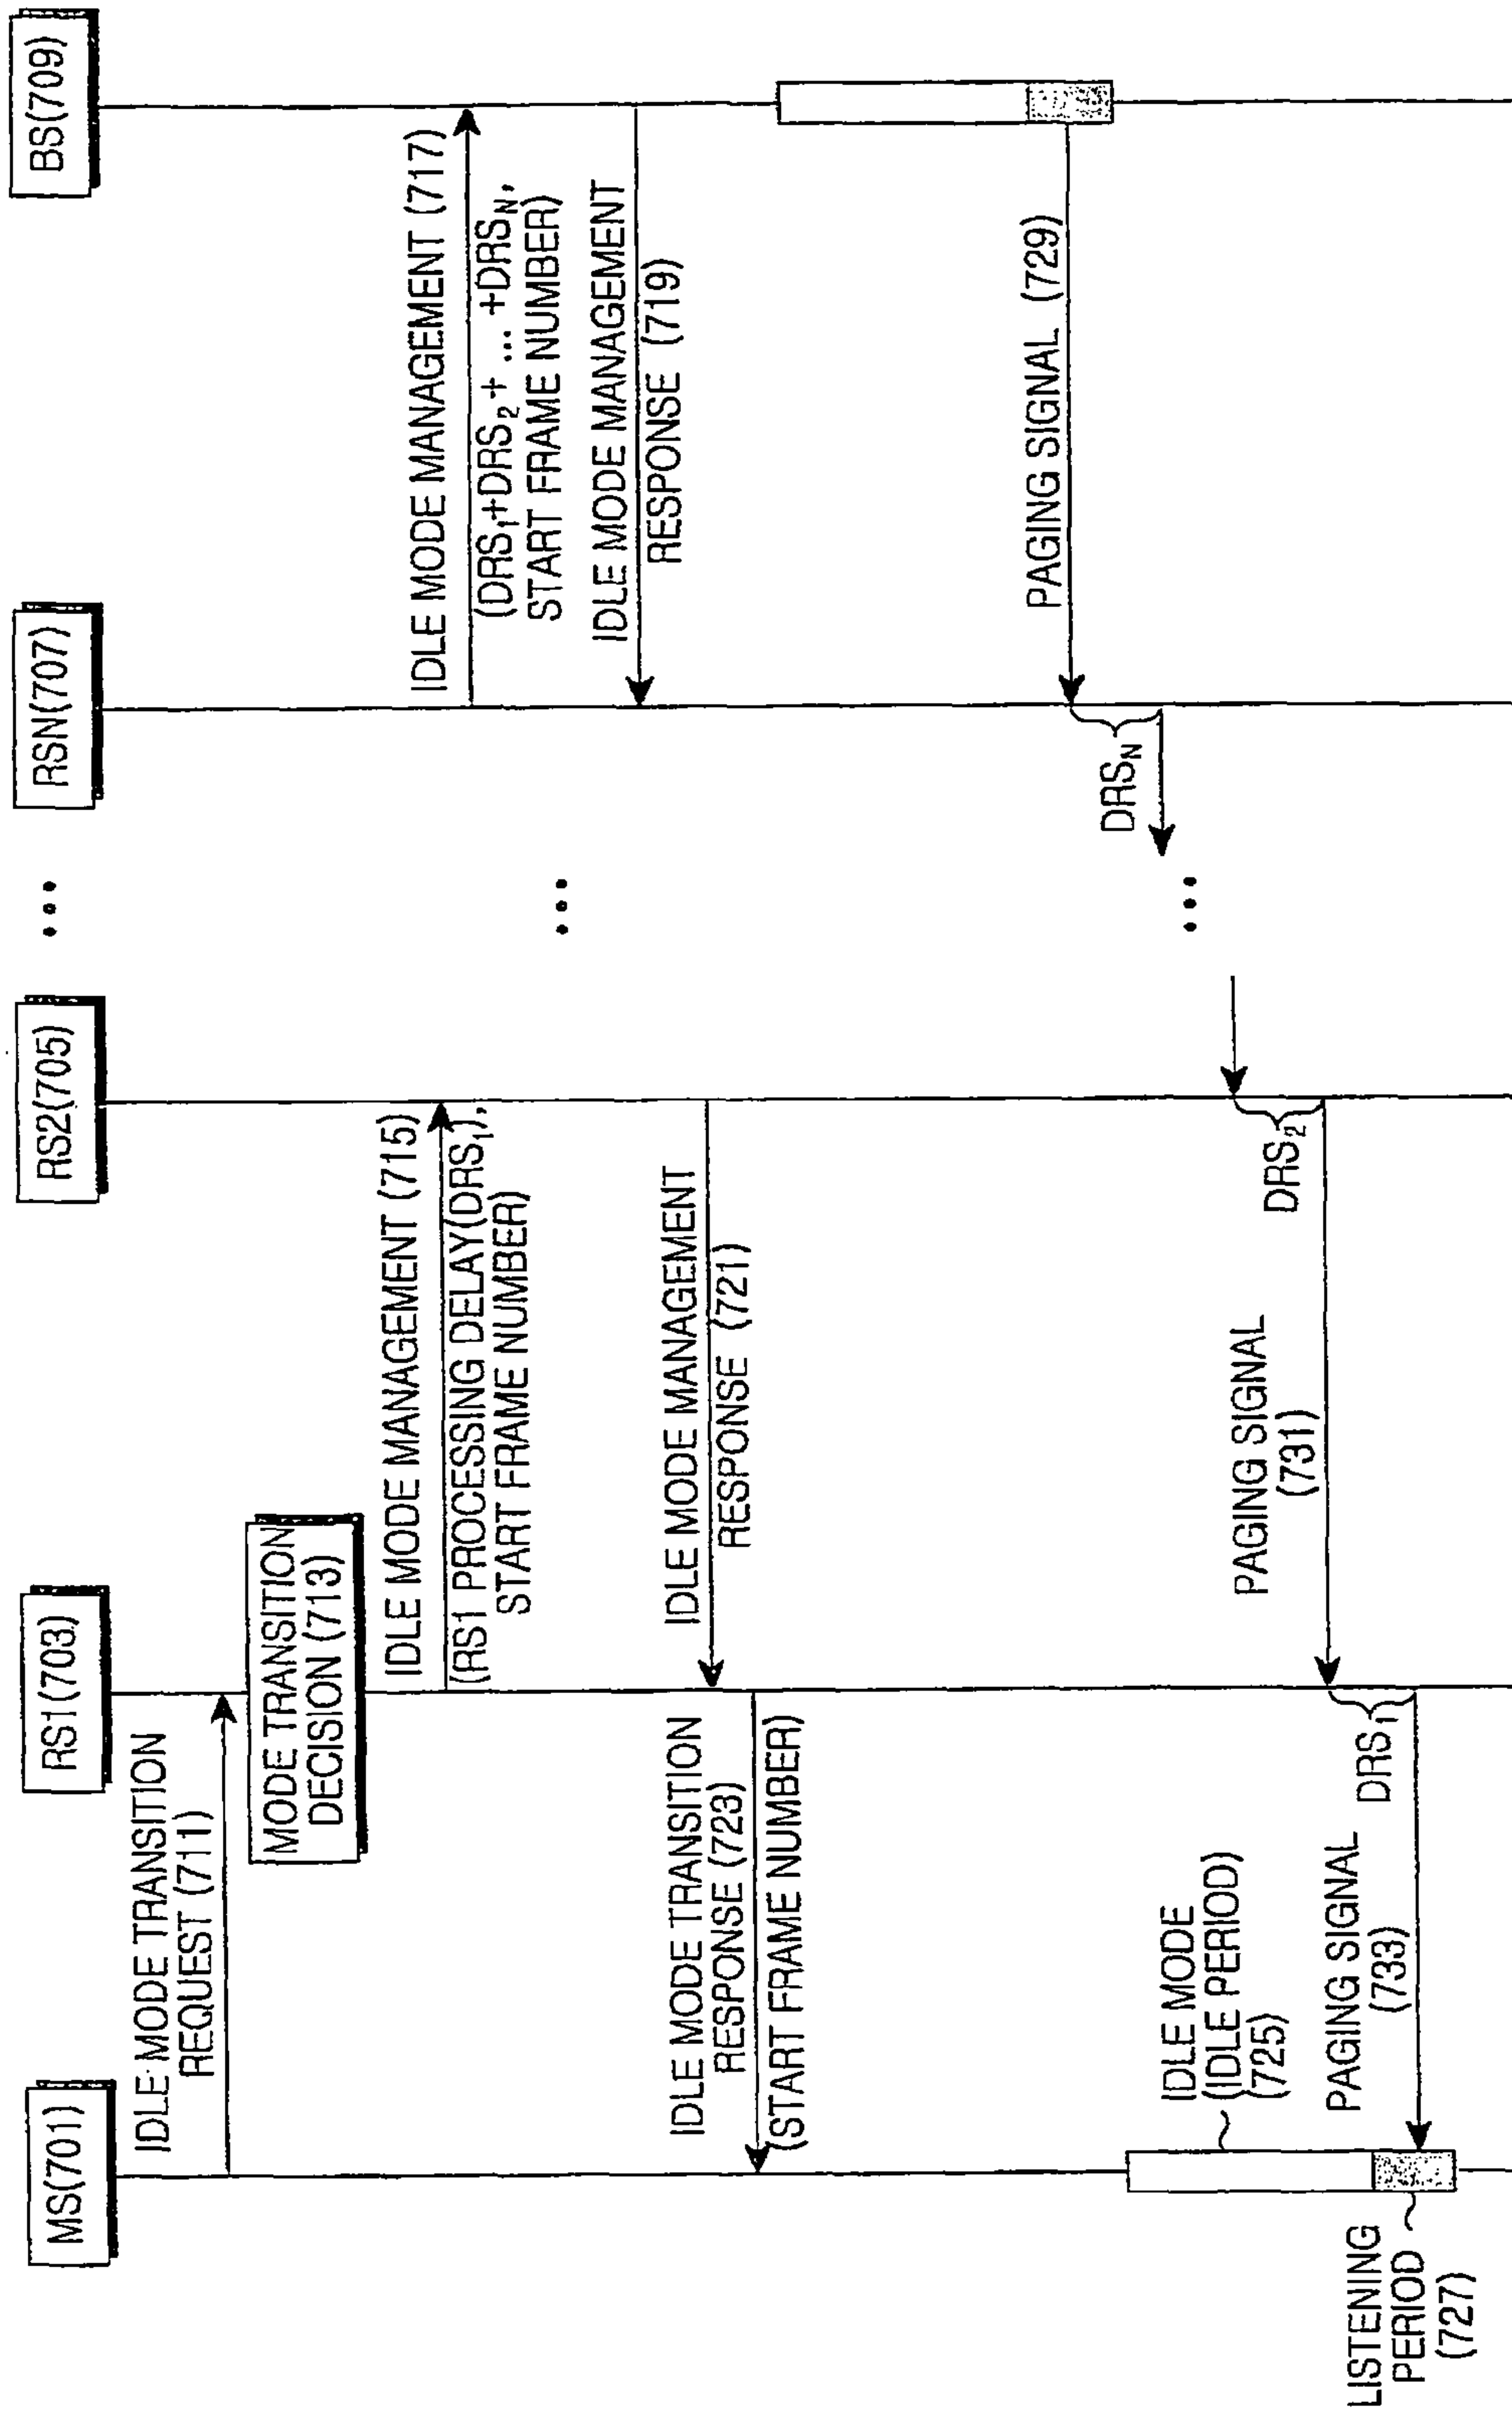 MS(701)
RS1(703)
RS2(705)
...
RSN(707)
BS(709)
IDLE MODE TRANSITION
REQUEST (711)
MODE TRANSITION
DECISION (713)
IDLE MODE MANAGEMENT (715)
(RS1 PROCESSING DELAY(DRS1),
START FRAME NUMBER)
...
IDLE MODE MANAGEMENT (717)
(DRS1+DRS2+ ... +DRSN,
START FRAME NUMBER)
IDLE MODE MANAGEMENT
RESPONSE (719)
IDLE MODE MANAGEMENT
RESPONSE (721)
IDLE MODE TRANSITION
RESPONSE (723)
(START FRAME NUMBER)
PAGING SIGNAL (729)
DRSN
...
IDLE MODE
(IDLE PERIOD)
(725)
DRS2
PAGING SIGNAL
(731)
DRS1
PAGING SIGNAL
(733)
LISTENING
PERIOD
(727)